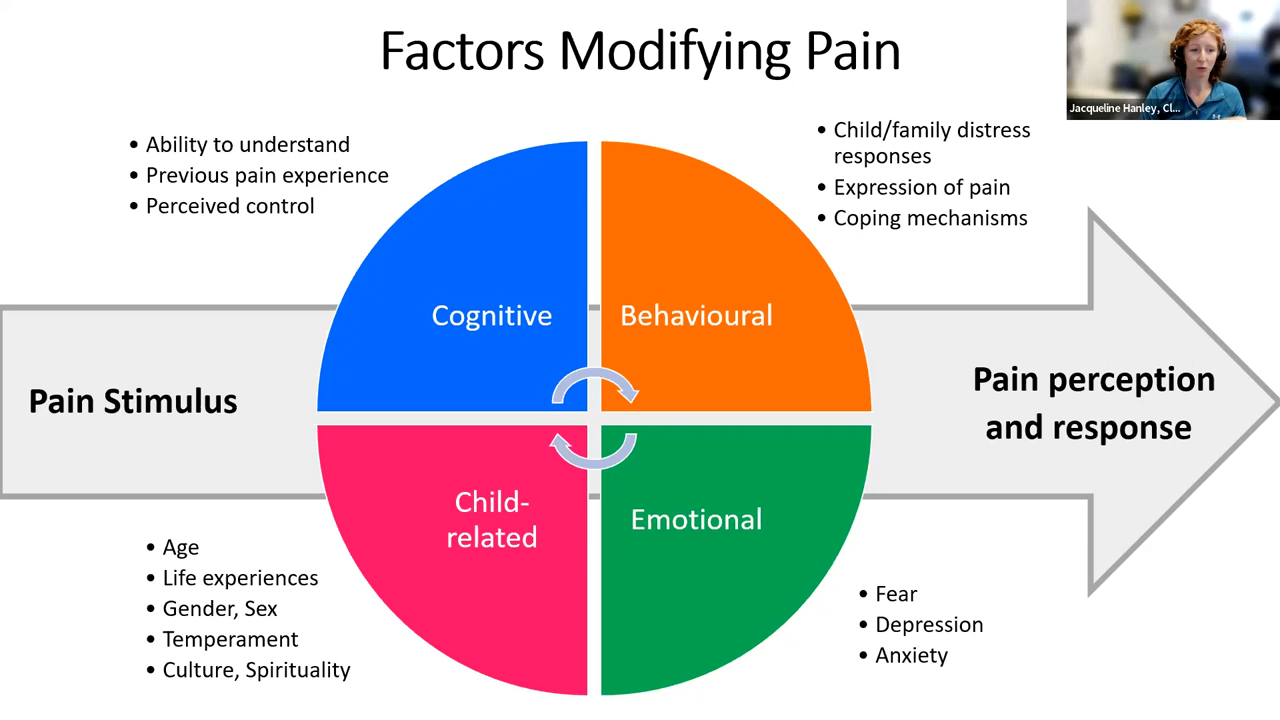 Factors Modifying Pain
Jacqueline Hanley, Cl...
• Ability to understand
• Previous pain experience
• Perceived control
• Child/family distress
responses
• Expression of pain
• Coping mechanisms
Cognitive
Behavioural
Pain Stimulus
Pain perception
and response
Child-
related
Emotional
• Age
• Life experiences
• Gender, Sex
• Temperament
• Culture, Spirituality
• Fear
• Depression
• Anxiety